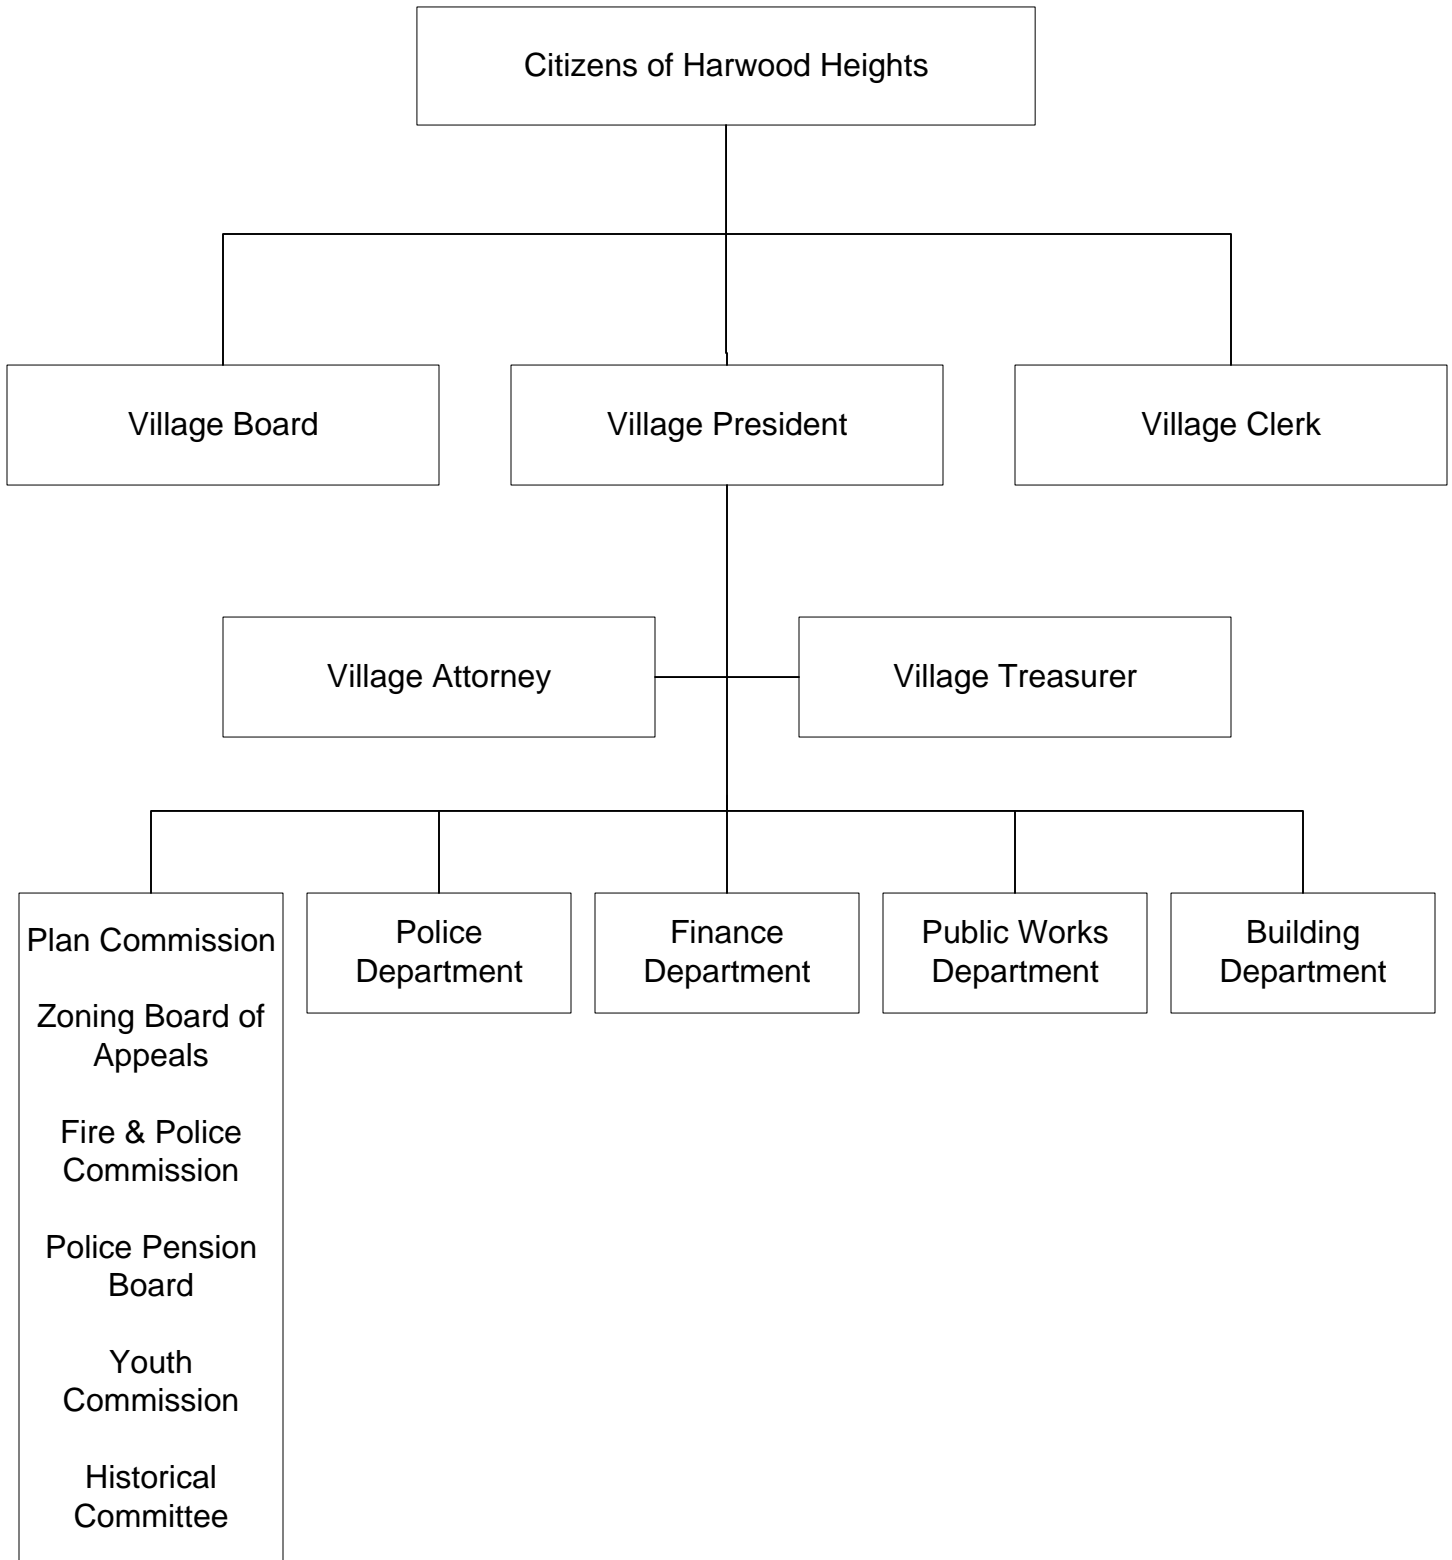 Citizens of Harwood Heights
Village Board
Village President
Village Clerk
Village Attorney
Village Treasurer
Plan Commission
Zoning Board of
Appeals
Fire & Police
Commission
Police Pension
Board
Youth
Commission
Historical
Committee
Police
Department
Finance
Department
Public Works
Department
Building
Department